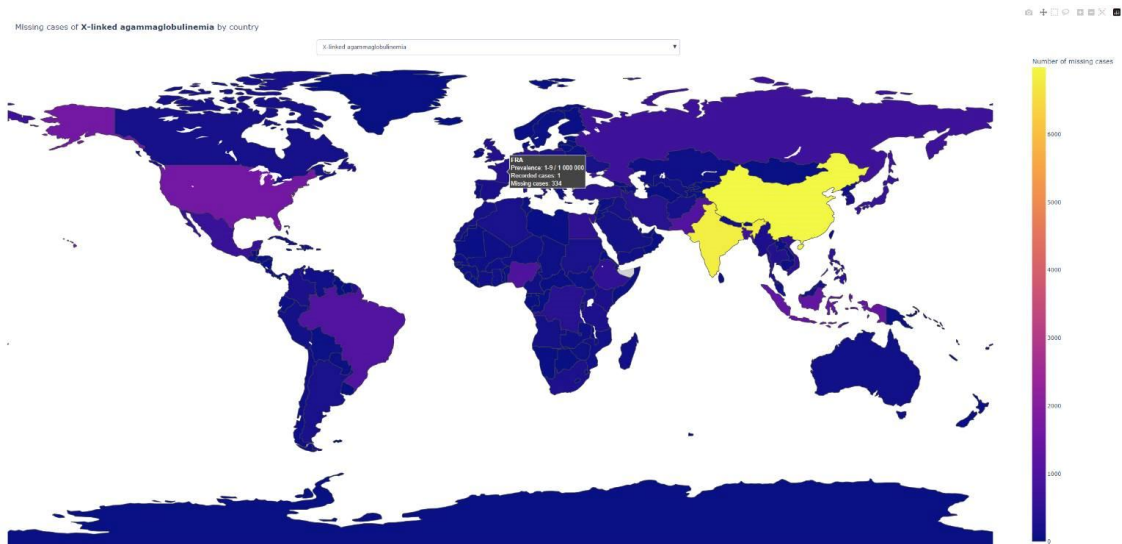 Missing cases of X-linked agammaglobulinemia by country
X-linked agammaglobulinemia
Number of missing cases
FRA
Prevalence: 1-9 / 1 000 000
Recorded cases: 1
Missing cases: 334
6000
5000
4000
3000
2000
1000
0